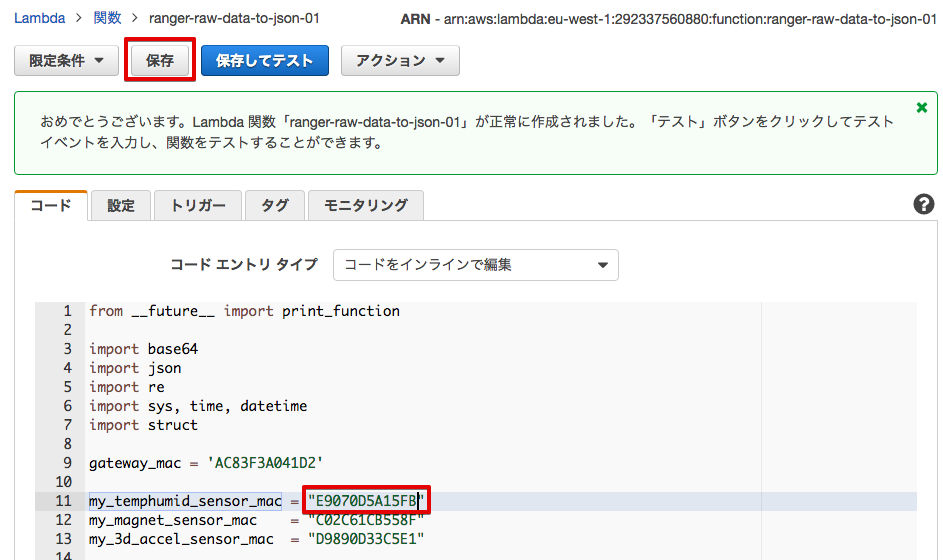 Lambda > 関数 > ranger-raw-data-to-json-01 ARN - arn:aws:lambda:eu-west-1:292337560880:function:ranger-raw-data-to-json-01
限定条件 保存 保存してテスト アクション
おめでとうございます。Lambda 関数「ranger-raw-data-to-json-01」が正常に作成されました。「テスト」ボタンをクリックしてテスト
イベントを入力し、関数をテストすることができます。
コード 設定 トリガー タグ モニタリング ?
コード エントリ タイプ コードをインラインで編集
1 from __future__ import print_function
2
3 import base64
4 import json
5 import re
6 import sys, time, datetime
7 import struct
8
9 gateway_mac = 'AC83F3A041D2'
10
11 my_temphumid_sensor_mac = "E9070D5A15FB"
12 my_magnet_sensor_mac = "C02C61CB558F"
13 my_3d_accel_sensor_mac = "D9890D33C5E1"
14